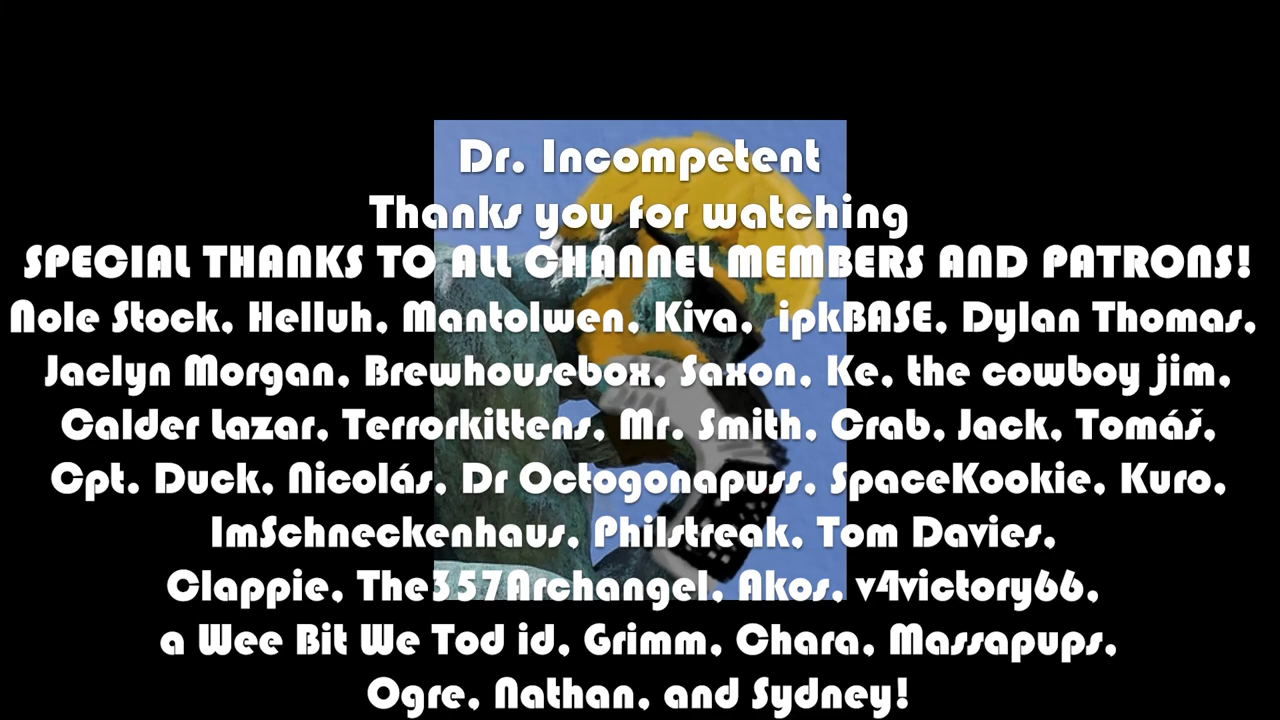 Dr. Incompetent
Thanks you for watching
SPECIAL THANKS TO ALL CHANNEL MEMBERS AND PATRONS!
Nole Stock, Helluh, Mantolwen, Kiva, ipkBASE, Dylan Thomas,
Jaclyn Morgan, Brewhousebox, Saxon, Ke, the cowboy jim,
Calder Lazar, Terrorkittens, Mr. Smith, Crab, Jack, Tomáš,
Cpt. Duck, Nicolás, Dr Octogonapuss, SpaceKookie, Kuro,
ImSchneckenhaus, Philstreak, Tom Davies,
Clappie, The357Archangel, Akos, v4victory66,
a Wee Bit We Tod id, Grimm, Chara, Massapups,
Ogre, Nathan, and Sydney!